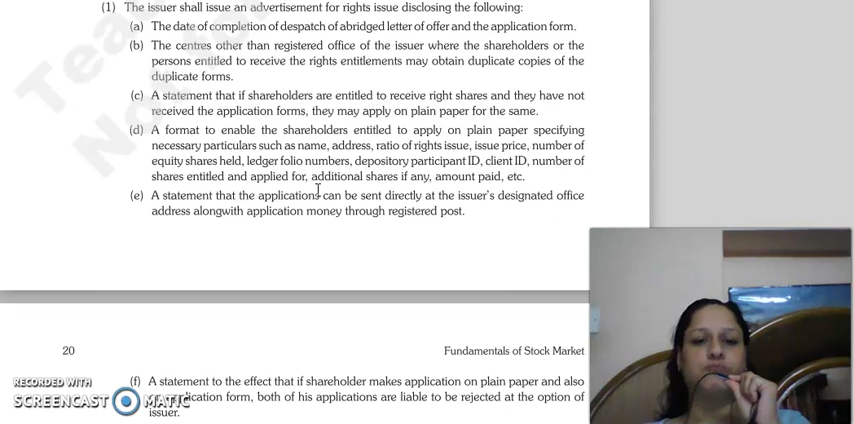 (1) The issuer shall issue an advertisement for rights issue disclosing the following:
(a) The date of completion of despatch of abridged letter of offer and the application form.
(b) The centres other than registered office of the issuer where the shareholders or the
persons entitled to receive the rights entitlements may obtain duplicate copies of the
duplicate forms.
(c) A statement that if shareholders are entitled to receive right shares and they have not
received the application forms, they may apply on plain paper for the same.
(d) A format to enable the shareholders entitled to apply on plain paper specifying
necessary particulars such as name, address, ratio of rights issue, issue price, number of
equity shares held, ledger folio numbers, depository participant ID, client ID, number of
shares entitled and applied for, additional shares if any, amount paid, etc.
(e) A statement that the applications can be sent directly at the issuer's designated office
address alongwith application money through registered post.
20 Fundamentals of Stock Market
(f) A statement to the effect that if shareholder makes application on plain paper and also
both of his applications are liable to be rejected at the option of
issuer.
RECORDED WITH
SCREENCAST MATIC